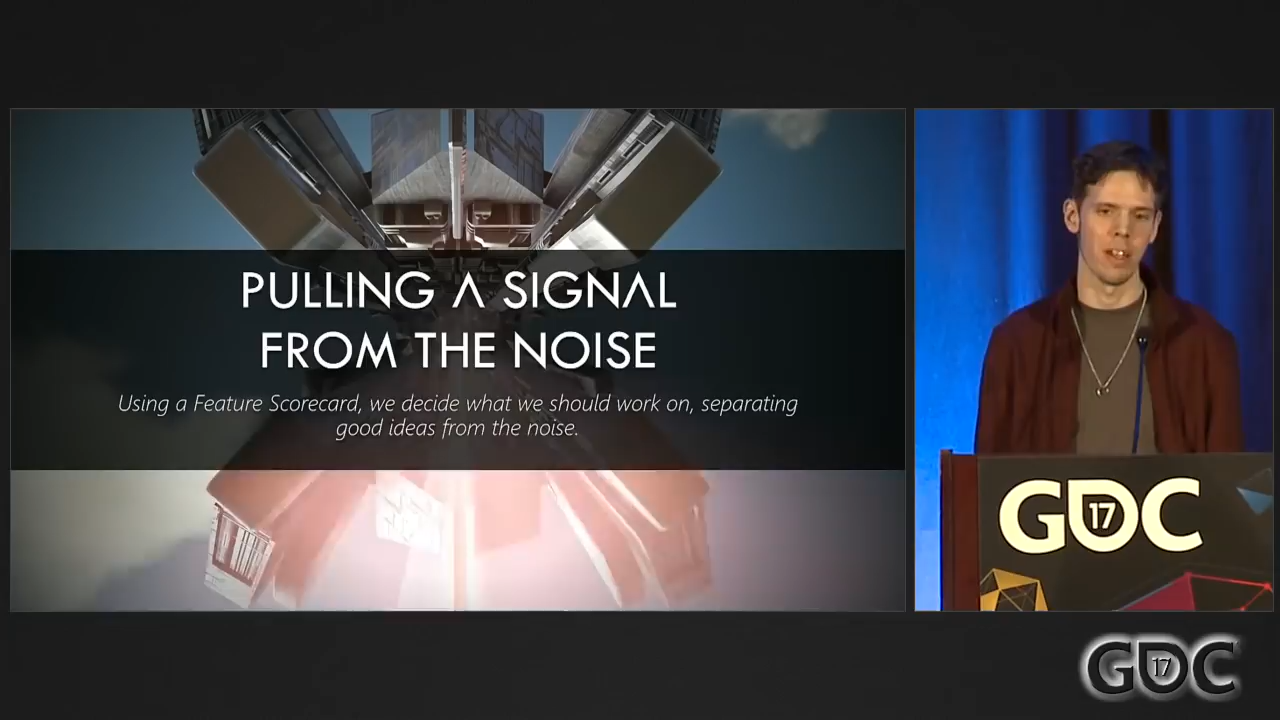 PULLING A SIGNAL
FROM THE NOISE
Using a Feature Scorecard, we decide what we should work on, separating
good ideas from the noise.
GDC
17
GDC
17